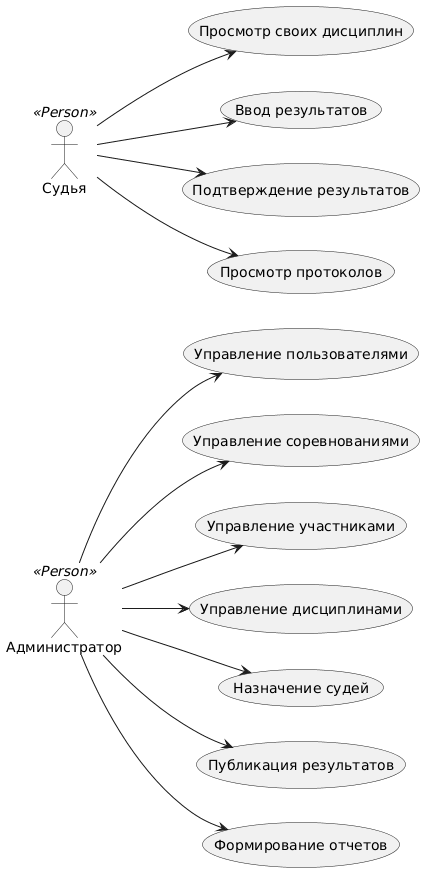 Просмотр своих дисциплин
Ввод результатов
«Person»
Судья
Подтверждение результатов
Просмотр протоколов
Управление пользователями
Управление соревнованиями
Управление участниками
«Person»
Администратор
Управление дисциплинами
Назначение судей
Публикация результатов
Формирование отчетов